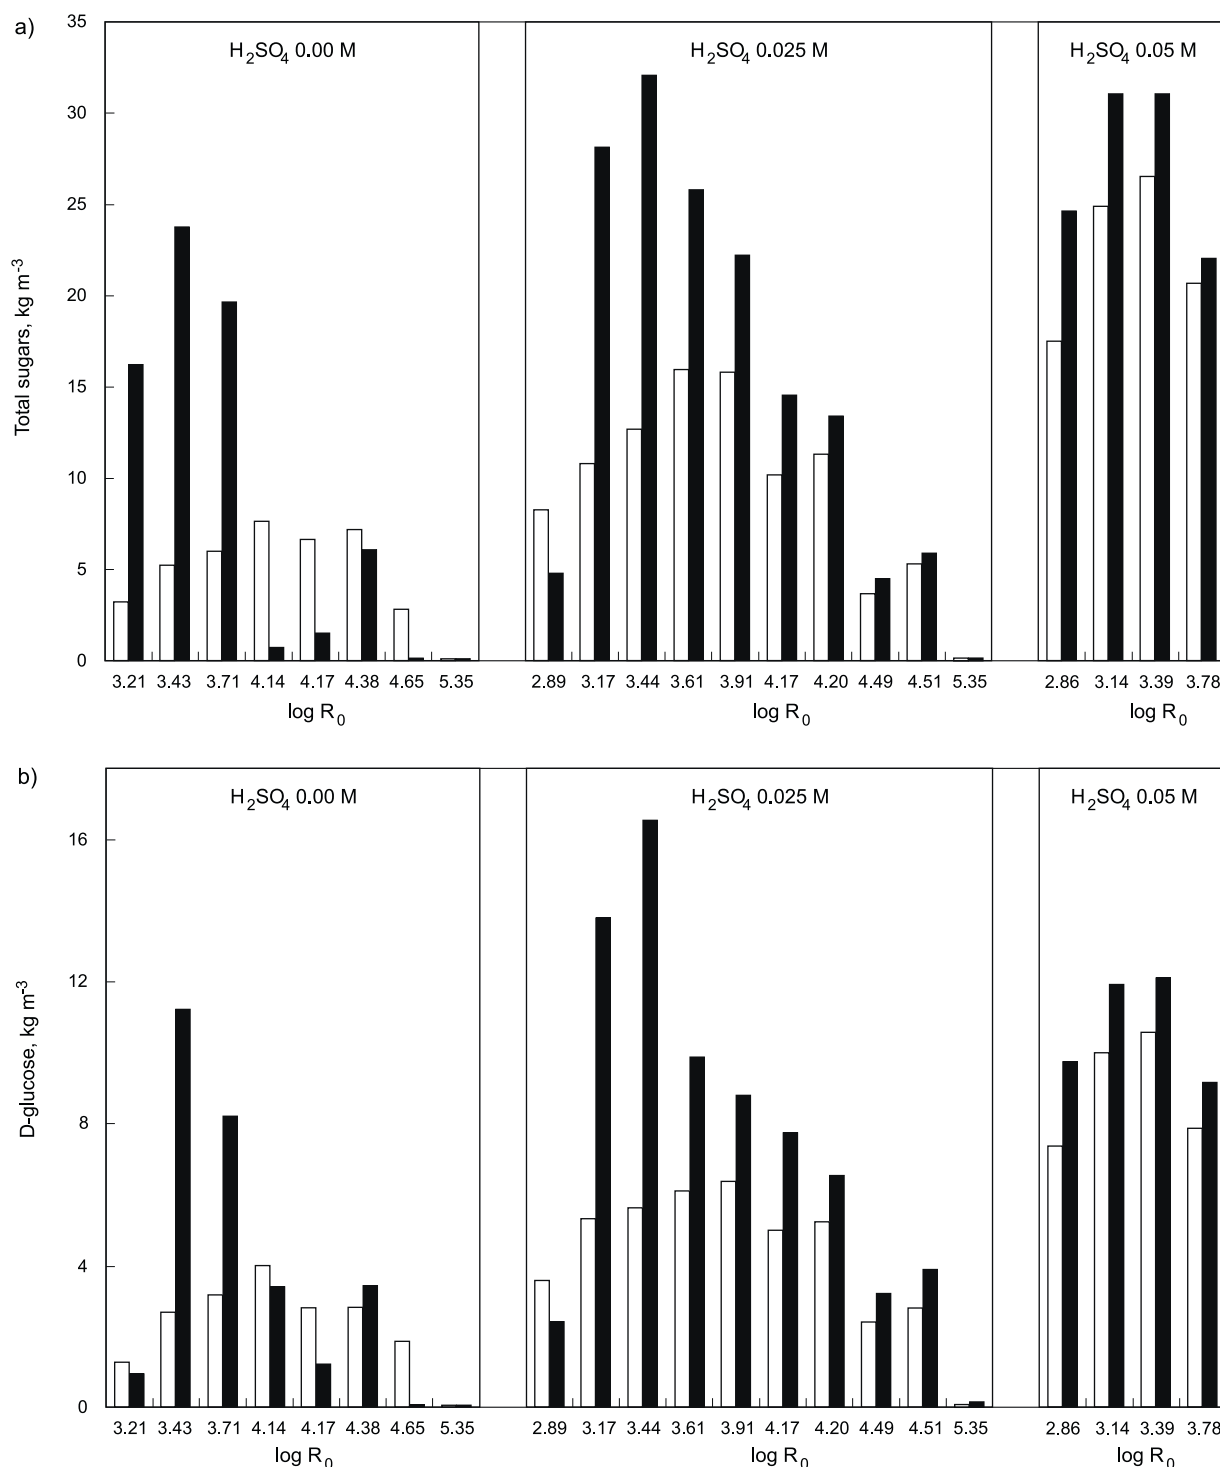 a)
H₂SO₄ 0.00 M
H₂SO₄ 0.025 M
H₂SO₄ 0.05 M
Total sugars, kg m⁻³
35
30
25
20
15
10
5
0
3.21 3.43 3.71 4.14 4.17 4.38 4.65 5.35
2.89 3.17 3.44 3.61 3.91 4.17 4.20 4.49 4.51 5.35
2.86 3.14 3.39 3.78
log R₀
log R₀
log R₀
b)
H₂SO₄ 0.00 M
H₂SO₄ 0.025 M
H₂SO₄ 0.05 M
D-glucose, kg m⁻³
16
12
8
4
0
3.21 3.43 3.71 4.14 4.17 4.38 4.65 5.35
2.89 3.17 3.44 3.61 3.91 4.17 4.20 4.49 4.51 5.35
2.86 3.14 3.39 3.78
log R₀
log R₀
log R₀